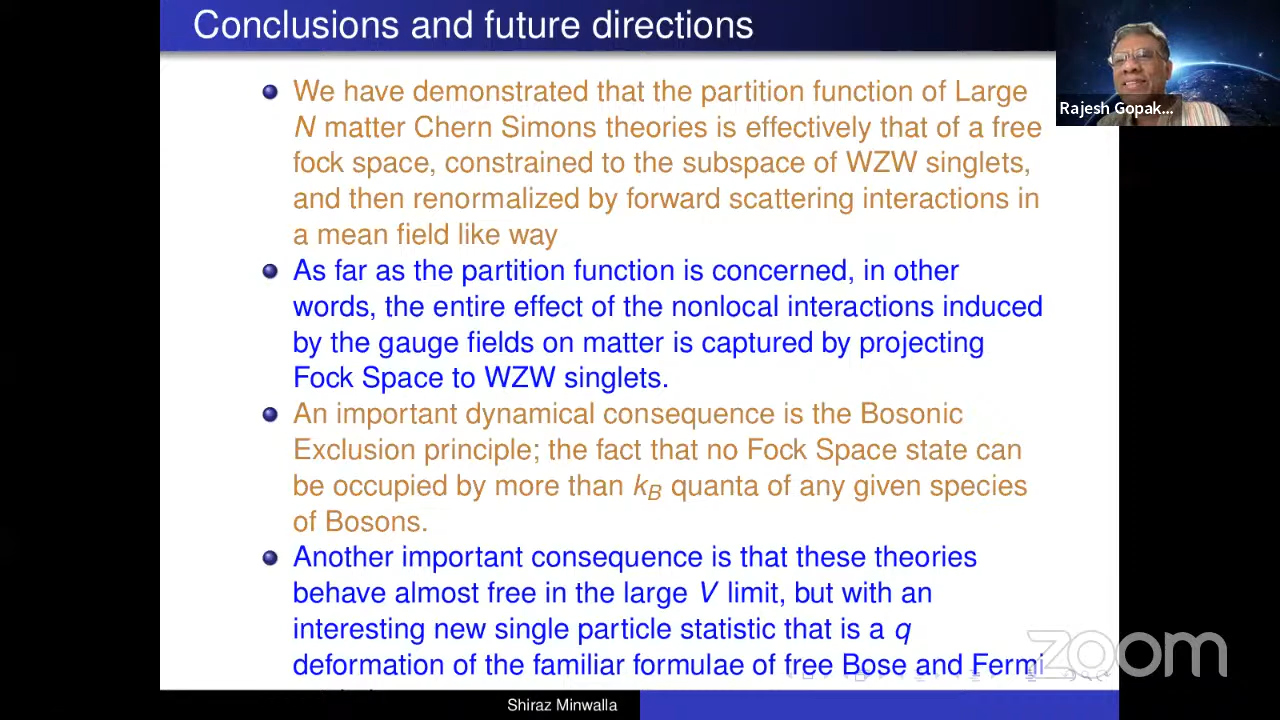 Conclusions and future directions
We have demonstrated that the partition function of Large
N matter Chern Simons theories is effectively that of a free
fock space, constrained to the subspace of WZW singlets,
and then renormalized by forward scattering interactions in
a mean field like way
As far as the partition function is concerned, in other
words, the entire effect of the nonlocal interactions induced
by the gauge fields on matter is captured by projecting
Fock Space to WZW singlets.
An important dynamical consequence is the Bosonic
Exclusion principle; the fact that no Fock Space state can
be occupied by more than k_B quanta of any given species
of Bosons.
Another important consequence is that these theories
behave almost free in the large V limit, but with an
interesting new single particle statistic that is a q
deformation of the familiar formulae of free Bose and Fermi
Shiraz Minwalla
Rajesh Gopak...
zoom